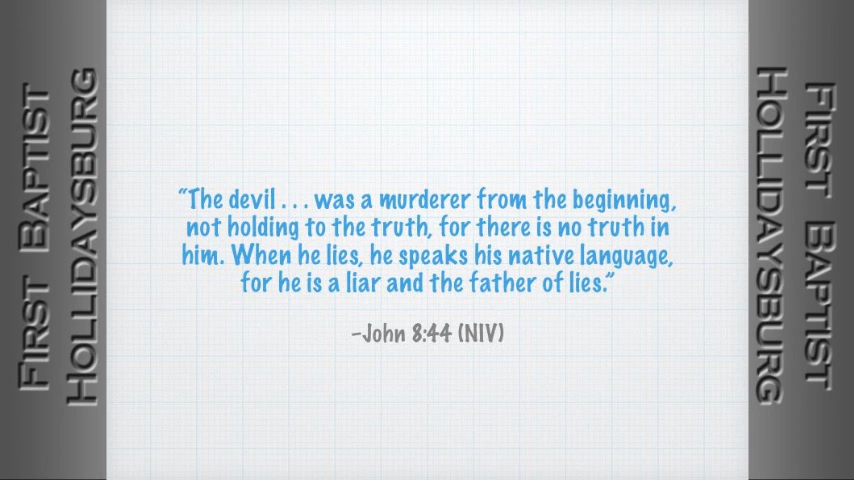 First Baptist
Hollidaysburg
“The devil . . . was a murderer from the beginning,
not holding to the truth, for there is no truth in
him. When he lies, he speaks his native language,
for he is a liar and the father of lies.”
–John 8:44 (NIV)
First Baptist
Hollidaysburg